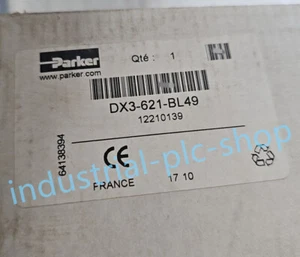 Parker
www.parker.com
Qté : 1
DX3-621-BL49
12210139
64138394
CE
FRANCE
17 10
industrial-plc-shop